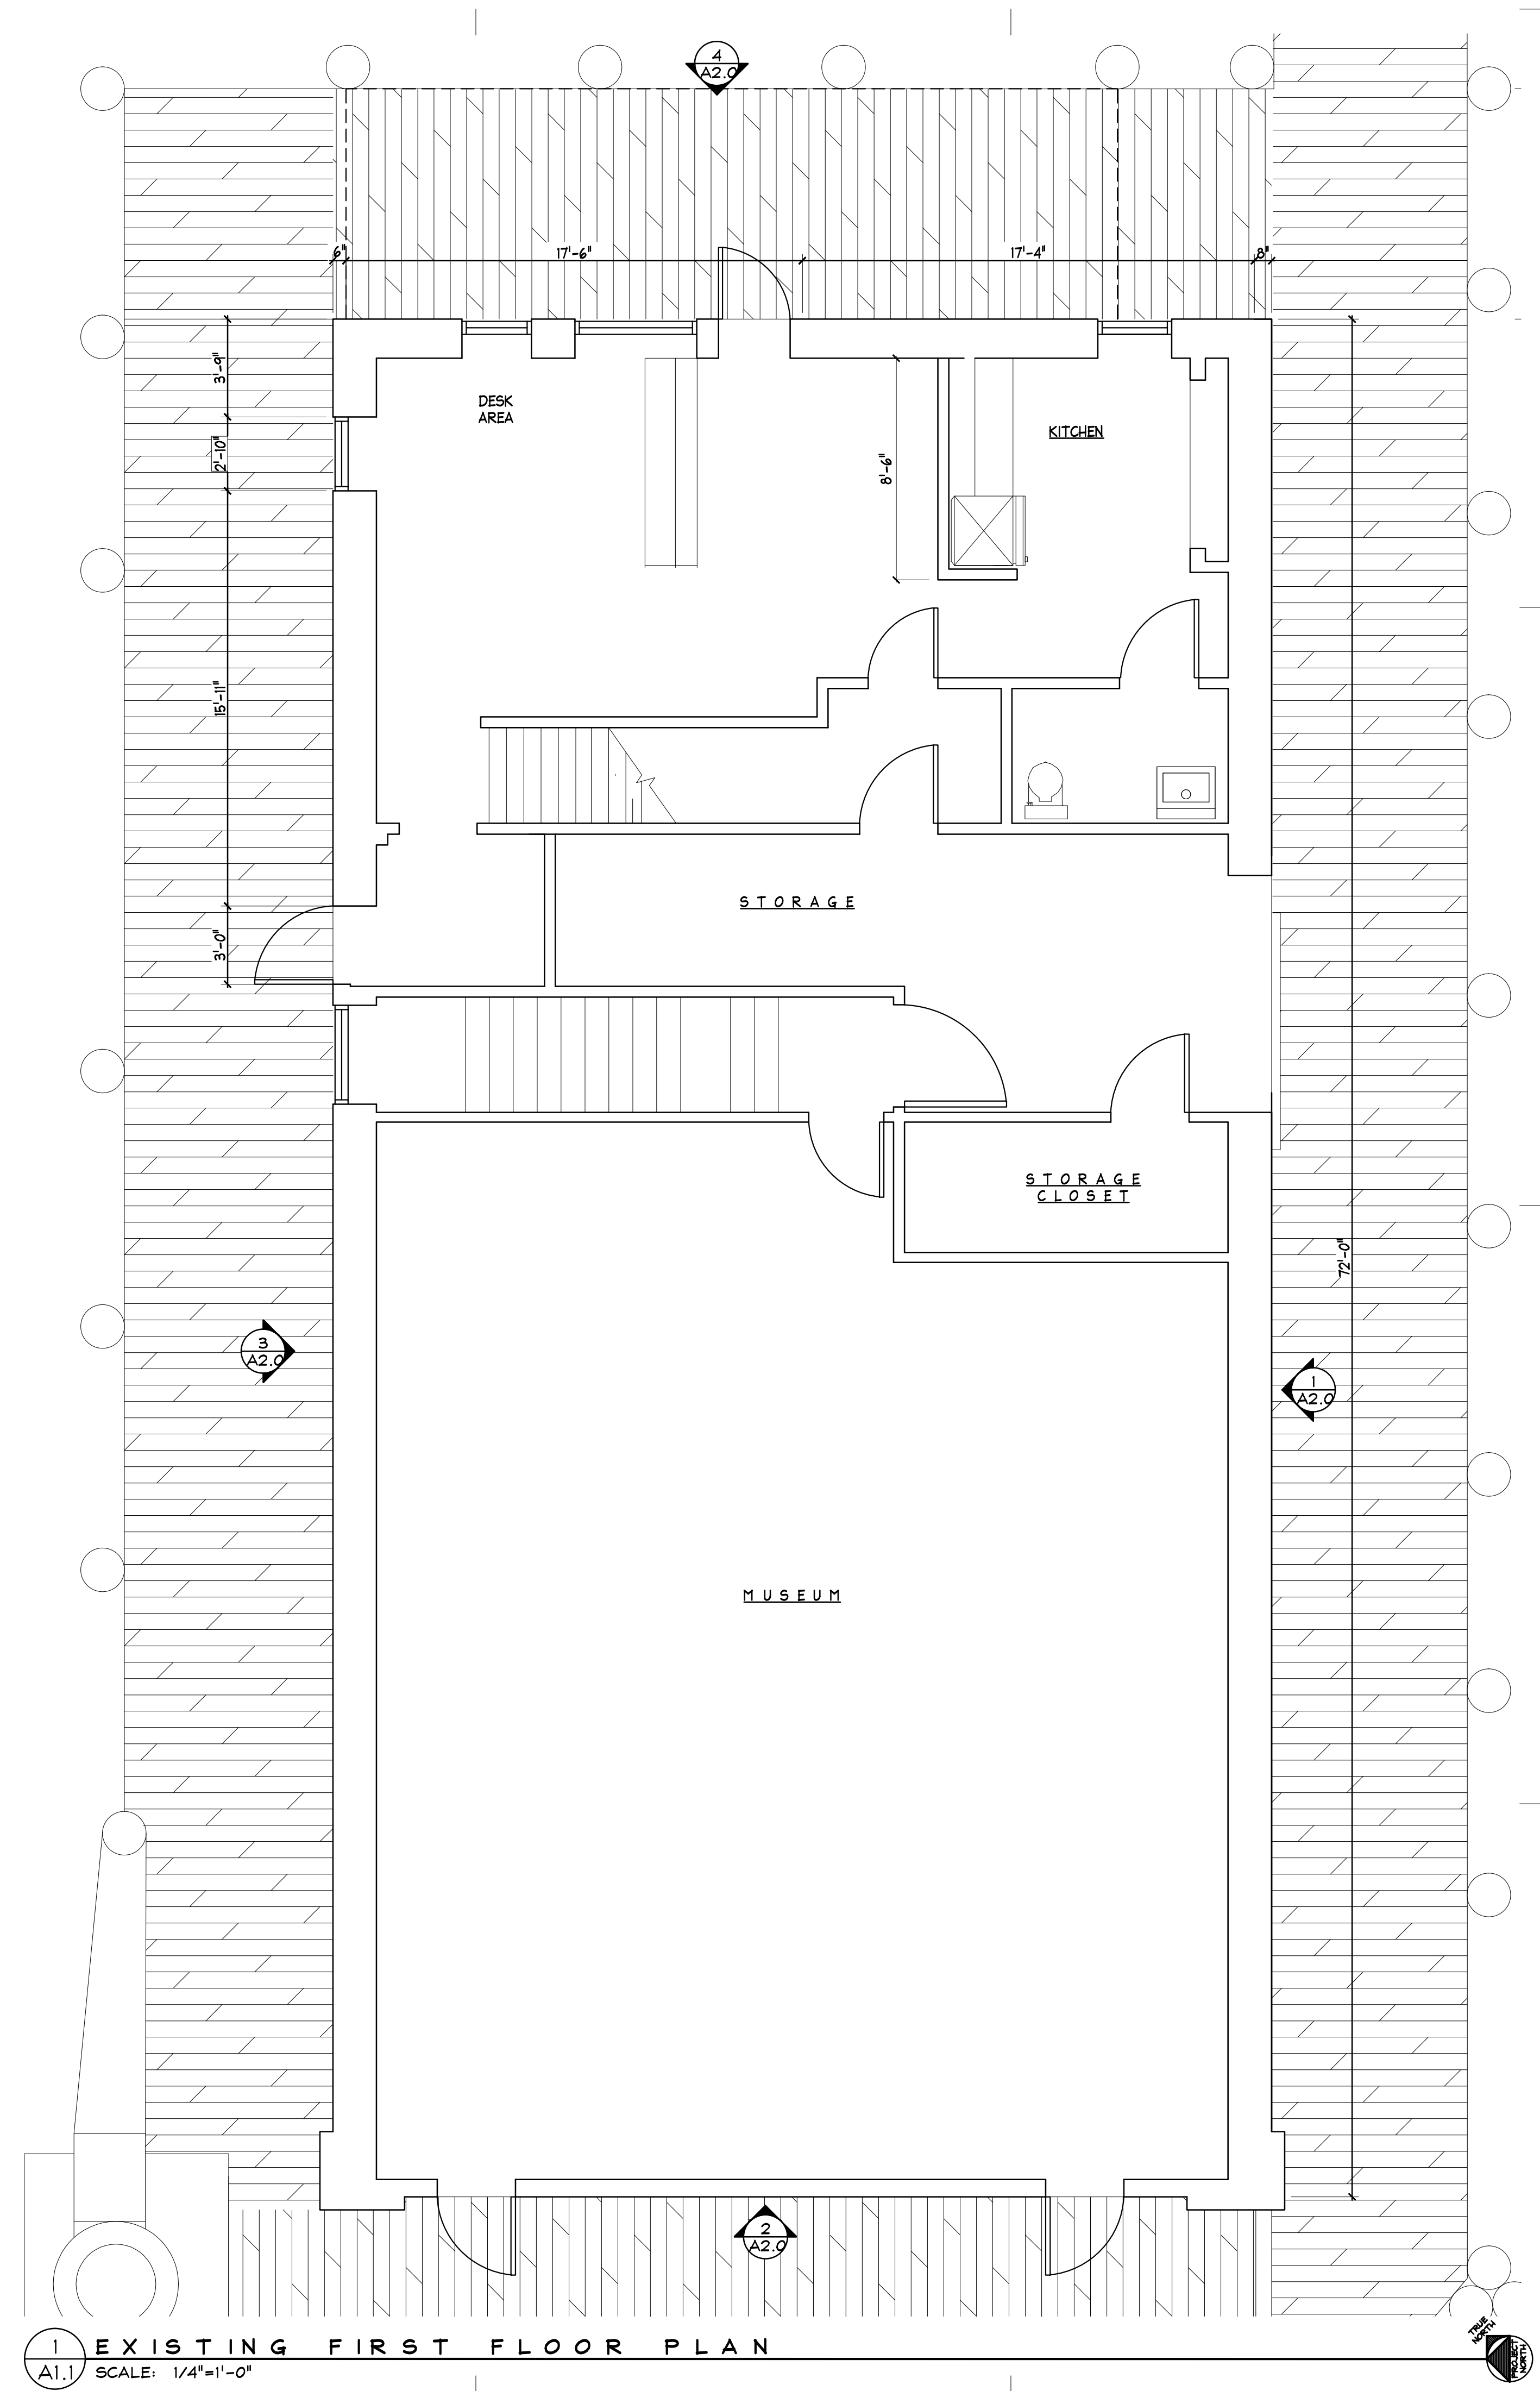 4
A2.0
6"
17'-6"
17'-4"
8"
3'-9"
DESK
AREA
KITCHEN
2'-10"
8'-6"
15'-11"
STORAGE
3'-0"
STORAGE
CLOSET
72'-0"
3
A2.0
1
A2.0
MUSEUM
2
A2.0
1
A1.1
EXISTING FIRST FLOOR PLAN
SCALE: 1/4"=1'-0"
TRUE
NORTH
PROJECT
NORTH